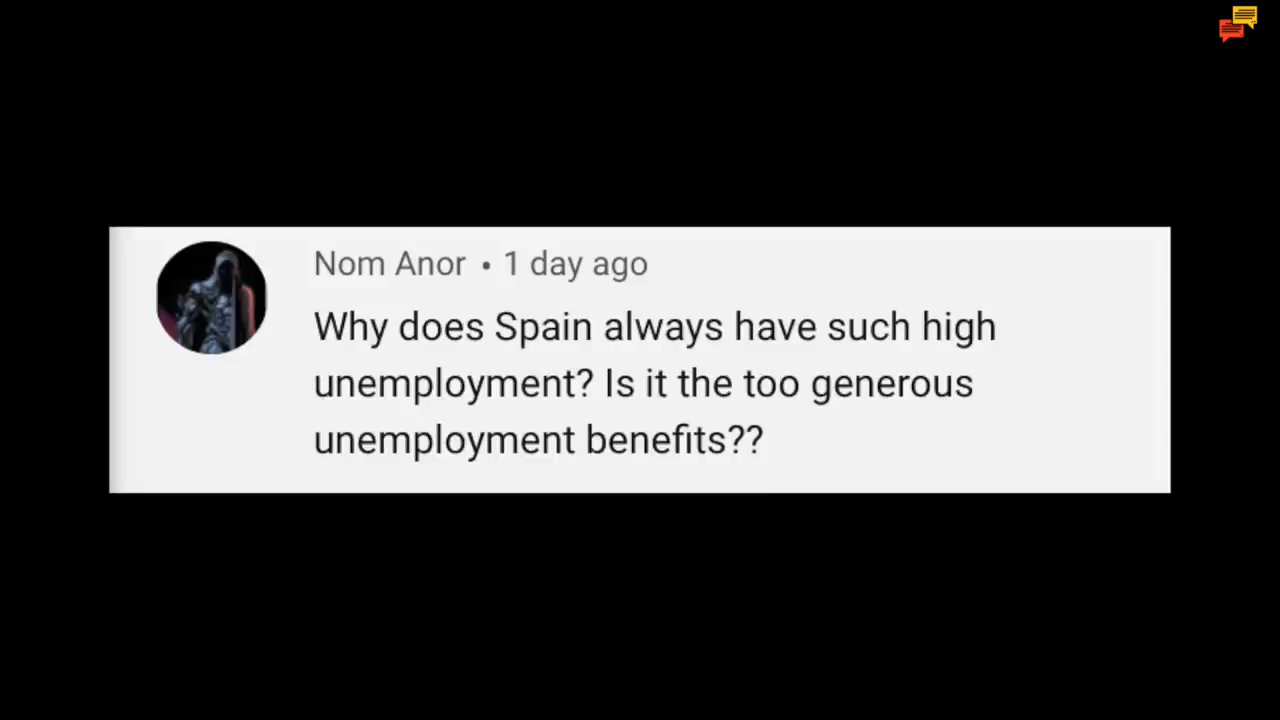 Nom Anor • 1 day ago
Why does Spain always have such high
unemployment? Is it the too generous
unemployment benefits??